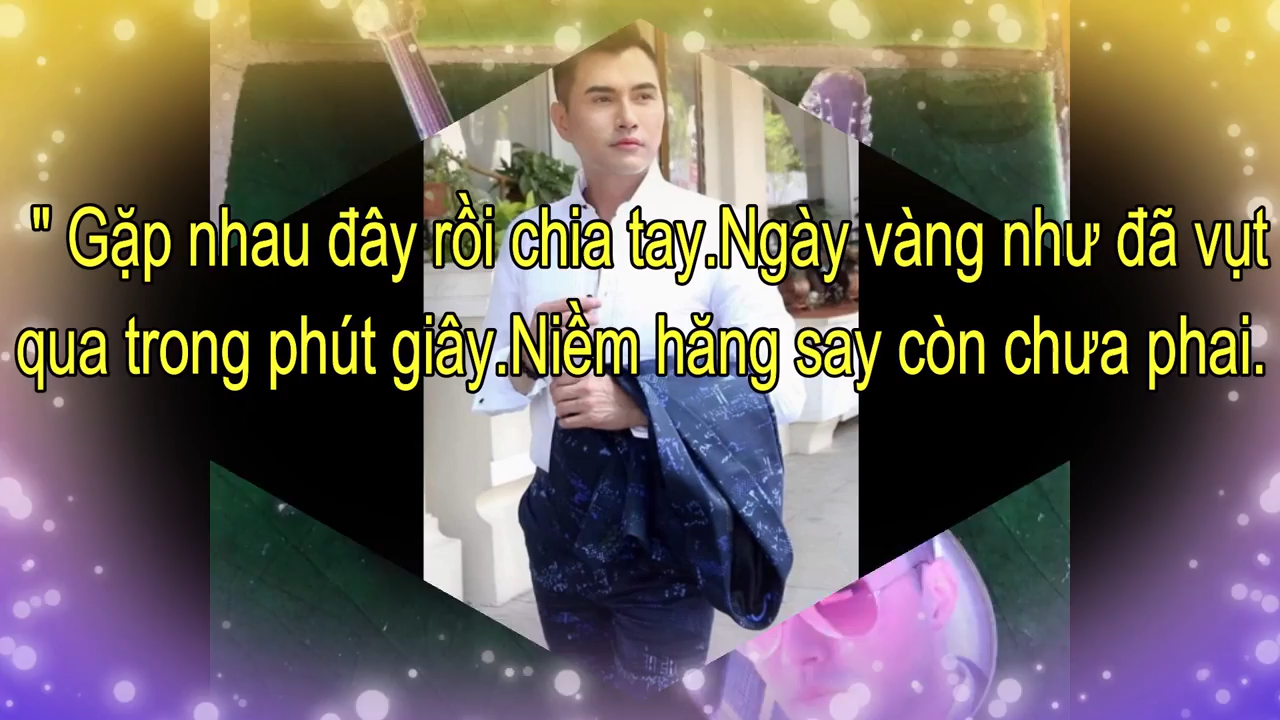 " Gặp nhau đây rồi chia tay.Ngày vàng như đã vụt
qua trong phút giây.Niềm hăng say còn chưa phai.